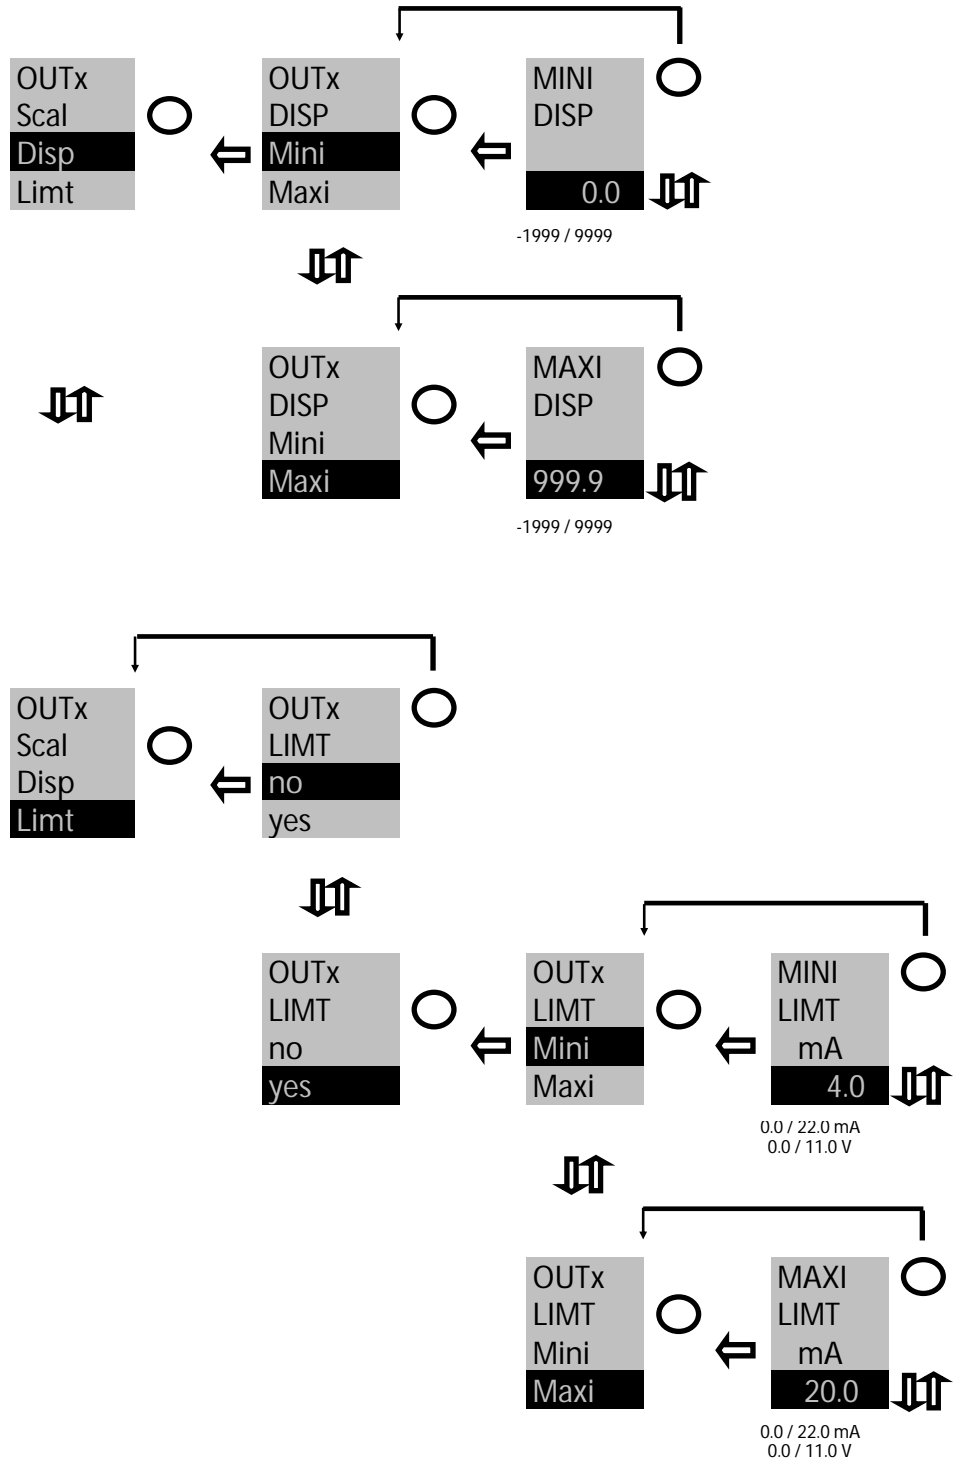 OUTx
Scal
Disp
Limt
OUTx
DISP
Mini
Maxi
MINI
DISP
0.0
-1999 / 9999
OUTx
DISP
Mini
Maxi
MAXI
DISP
999.9
-1999 / 9999
OUTx
Scal
Disp
Limt
OUTx
LIMT
no
yes
OUTx
LIMT
no
yes
OUTx
LIMT
Mini
Maxi
MINI
LIMT
mA
4.0
0.0 / 22.0 mA
0.0 / 11.0 V
OUTx
LIMT
Mini
Maxi
MAXI
LIMT
mA
20.0
0.0 / 22.0 mA
0.0 / 11.0 V